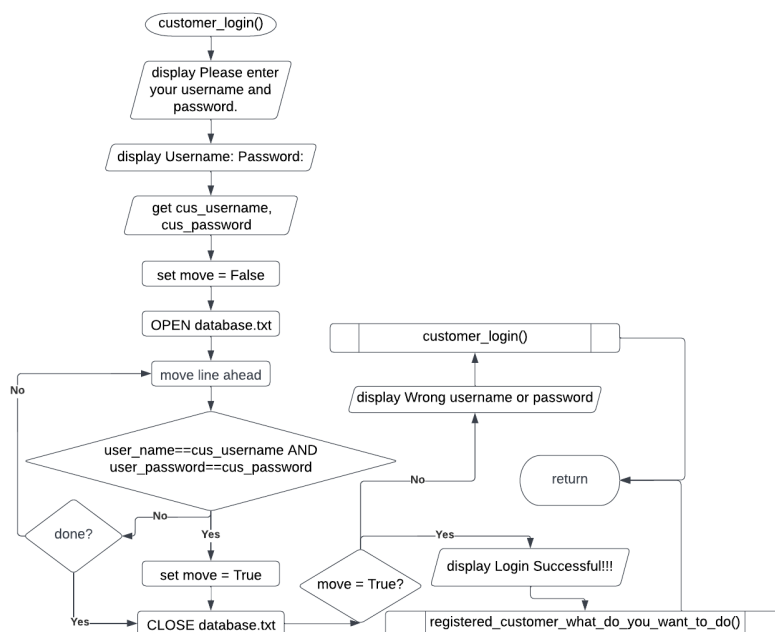 customer_login()
display Please enter
your username and
password.
display Username: Password:
get cus_username,
cus_password
set move = False
OPEN database.txt
move line ahead
No
user_name==cus_username AND
user_password==cus_password
No
Yes
done?
Yes
set move = True
CLOSE database.txt
move = True?
No
display Wrong username or password
customer_login()
return
Yes
display Login Successful!!!
registered_customer_what_do_you_want_to_do()